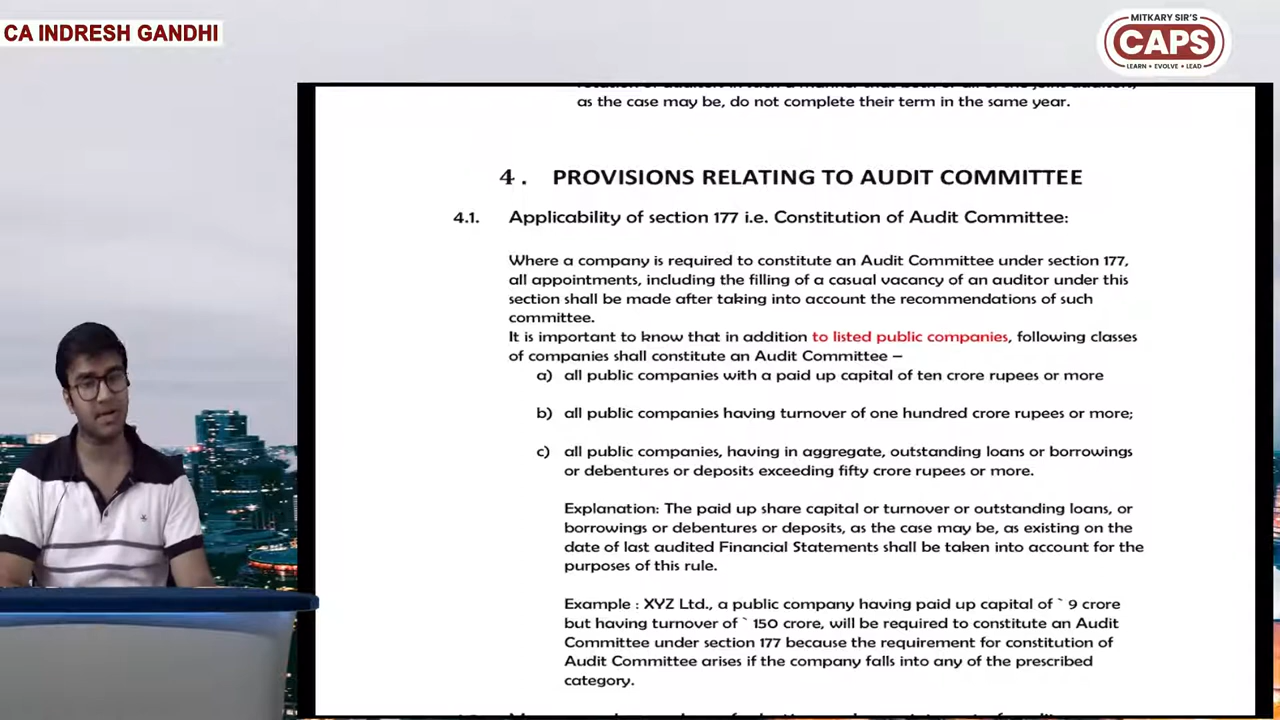 CA INDRESH GANDHI
MITKARY SIR'S
CAPS
LEARN • EVOLVE • LEAD
as the case may be, do not complete their term in the same year.
4 . PROVISIONS RELATING TO AUDIT COMMITTEE
4.1. Applicability of section 177 i.e. Constitution of Audit Committee:
Where a company is required to constitute an Audit Committee under section 177,
all appointments, including the filling of a casual vacancy of an auditor under this
section shall be made after taking into account the recommendations of such
committee.
It is important to know that in addition to listed public companies, following classes
of companies shall constitute an Audit Committee –
a) all public companies with a paid up capital of ten crore rupees or more
b) all public companies having turnover of one hundred crore rupees or more;
c) all public companies, having in aggregate, outstanding loans or borrowings
or debentures or deposits exceeding fifty crore rupees or more.
Explanation: The paid up share capital or turnover or outstanding loans, or
borrowings or debentures or deposits, as the case may be, as existing on the
date of last audited Financial Statements shall be taken into account for the
purposes of this rule.
Example : XYZ Ltd., a public company having paid up capital of ` 9 crore
but having turnover of ` 150 crore, will be required to constitute an Audit
Committee under section 177 because the requirement for constitution of
Audit Committee arises if the company falls into any of the prescribed
category.